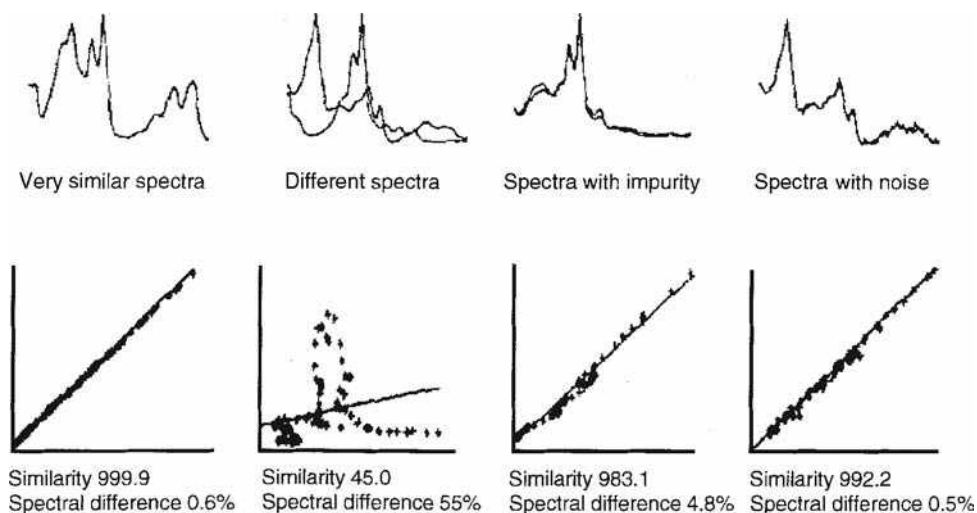 Very similar spectra
Different spectra
Spectra with impurity
Spectra with noise
Similarity 999.9
Spectral difference 0.6%
Similarity 45.0
Spectral difference 55%
Similarity 983.1
Spectral difference 4.8%
Similarity 992.2
Spectral difference 0.5%